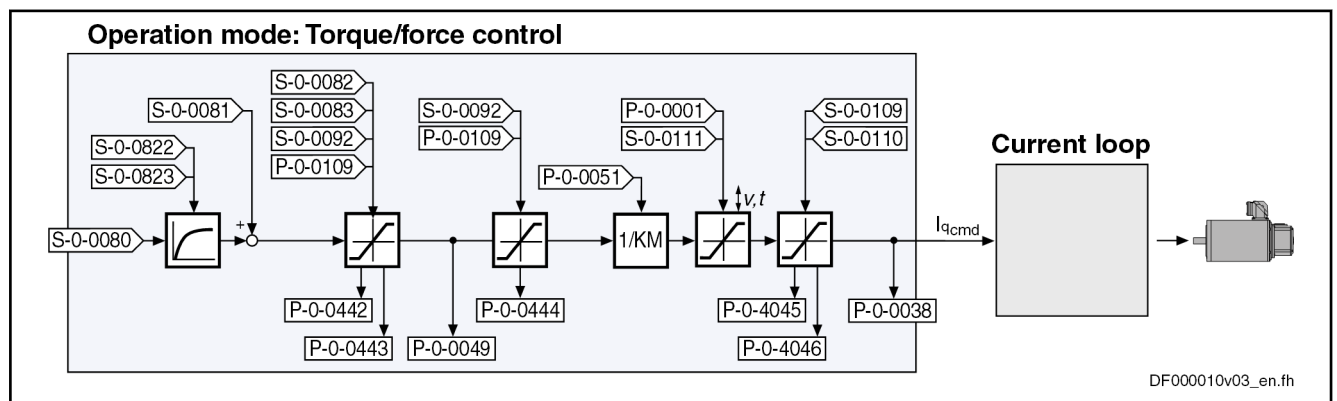 Operation mode: Torque/force control
S-0-0082
S-0-0081
S-0-0083
S-0-0092
P-0-0001
S-0-0109
S-0-0822
S-0-0092
P-0-0109
S-0-0111
S-0-0110
Current loop
S-0-0823
P-0-0109
P-0-0051
v,t
+
S-0-0080
1/KM
Iqcmd
P-0-0442
P-0-0444
P-0-4045
P-0-0038
P-0-0443
P-0-0049
P-0-4046
DF000010v03_en.fh